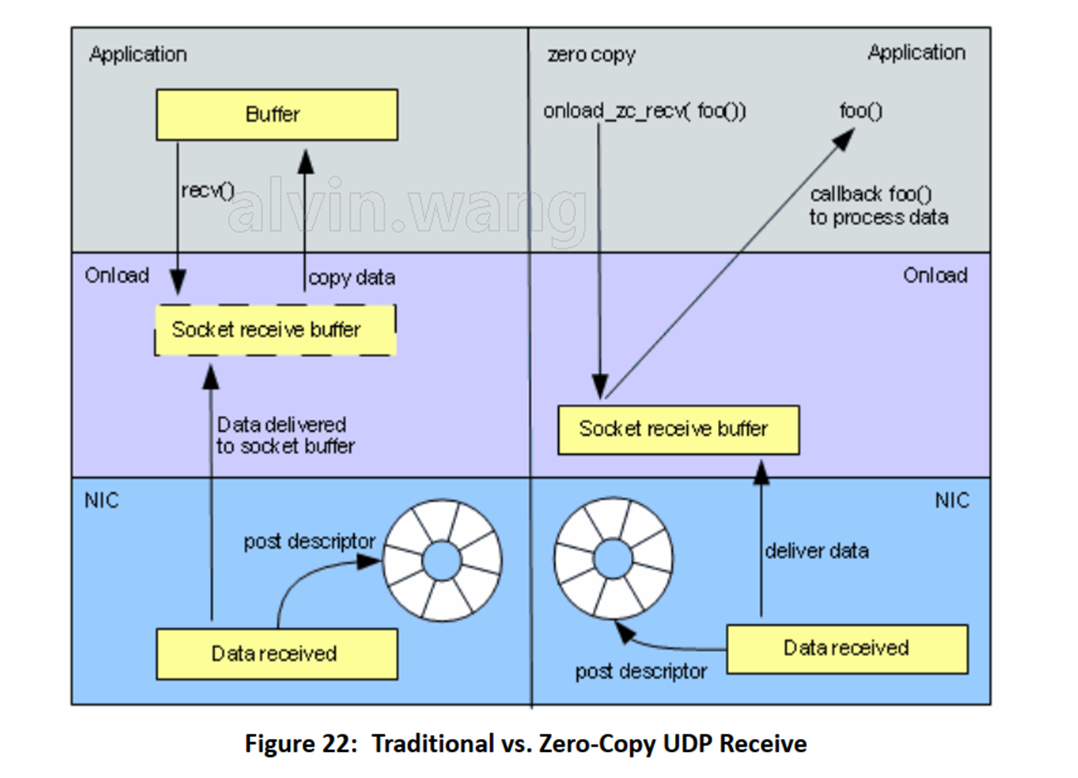 Application
Buffer
recv()
copy data
Onload
Socket receive buffer
Data delivered
to socket buffer
NIC
post descriptor
Data received
zero copy
Application
onload_zc_recv( foo())
foo()
callback foo()
to process data
Onload
Socket receive buffer
NIC
deliver data
Data received
post descriptor
alvin.wang
Figure 22:  Traditional vs. Zero-Copy UDP Receive